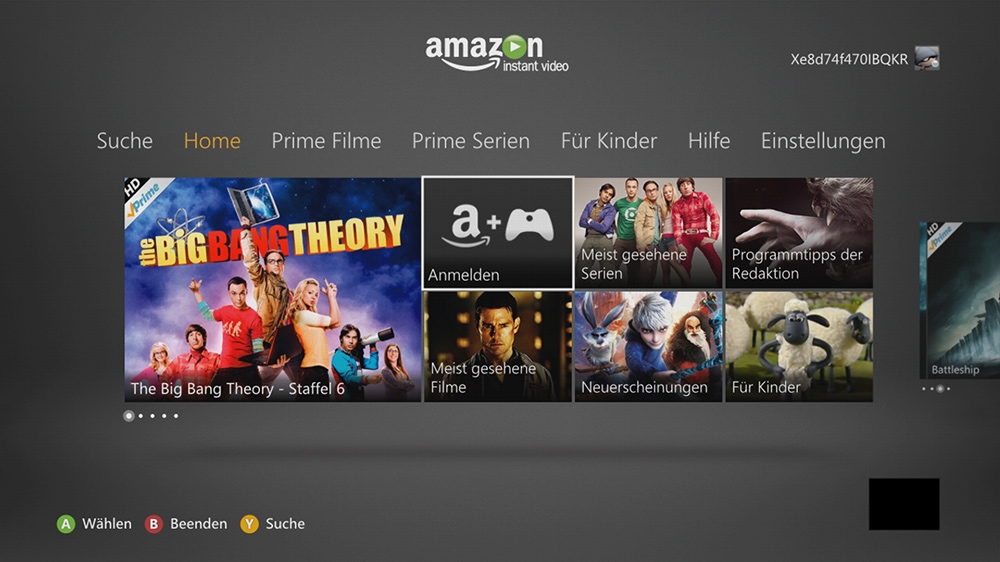 amazon
instant video
Xe8d74f470IBQKR
Suche Home Prime Filme Prime Serien Für Kinder Hilfe Einstellungen
HD
Prime
the BIG BANG THEORY
The Big Bang Theory - Staffel 6
a+
Anmelden
Meist gesehene
Serien
Programmtipps der
Redaktion
Meist gesehene
Filme
Neuerscheinungen
Für Kinder
HD
Prime
Battleship
A Wählen B Beenden Y Suche